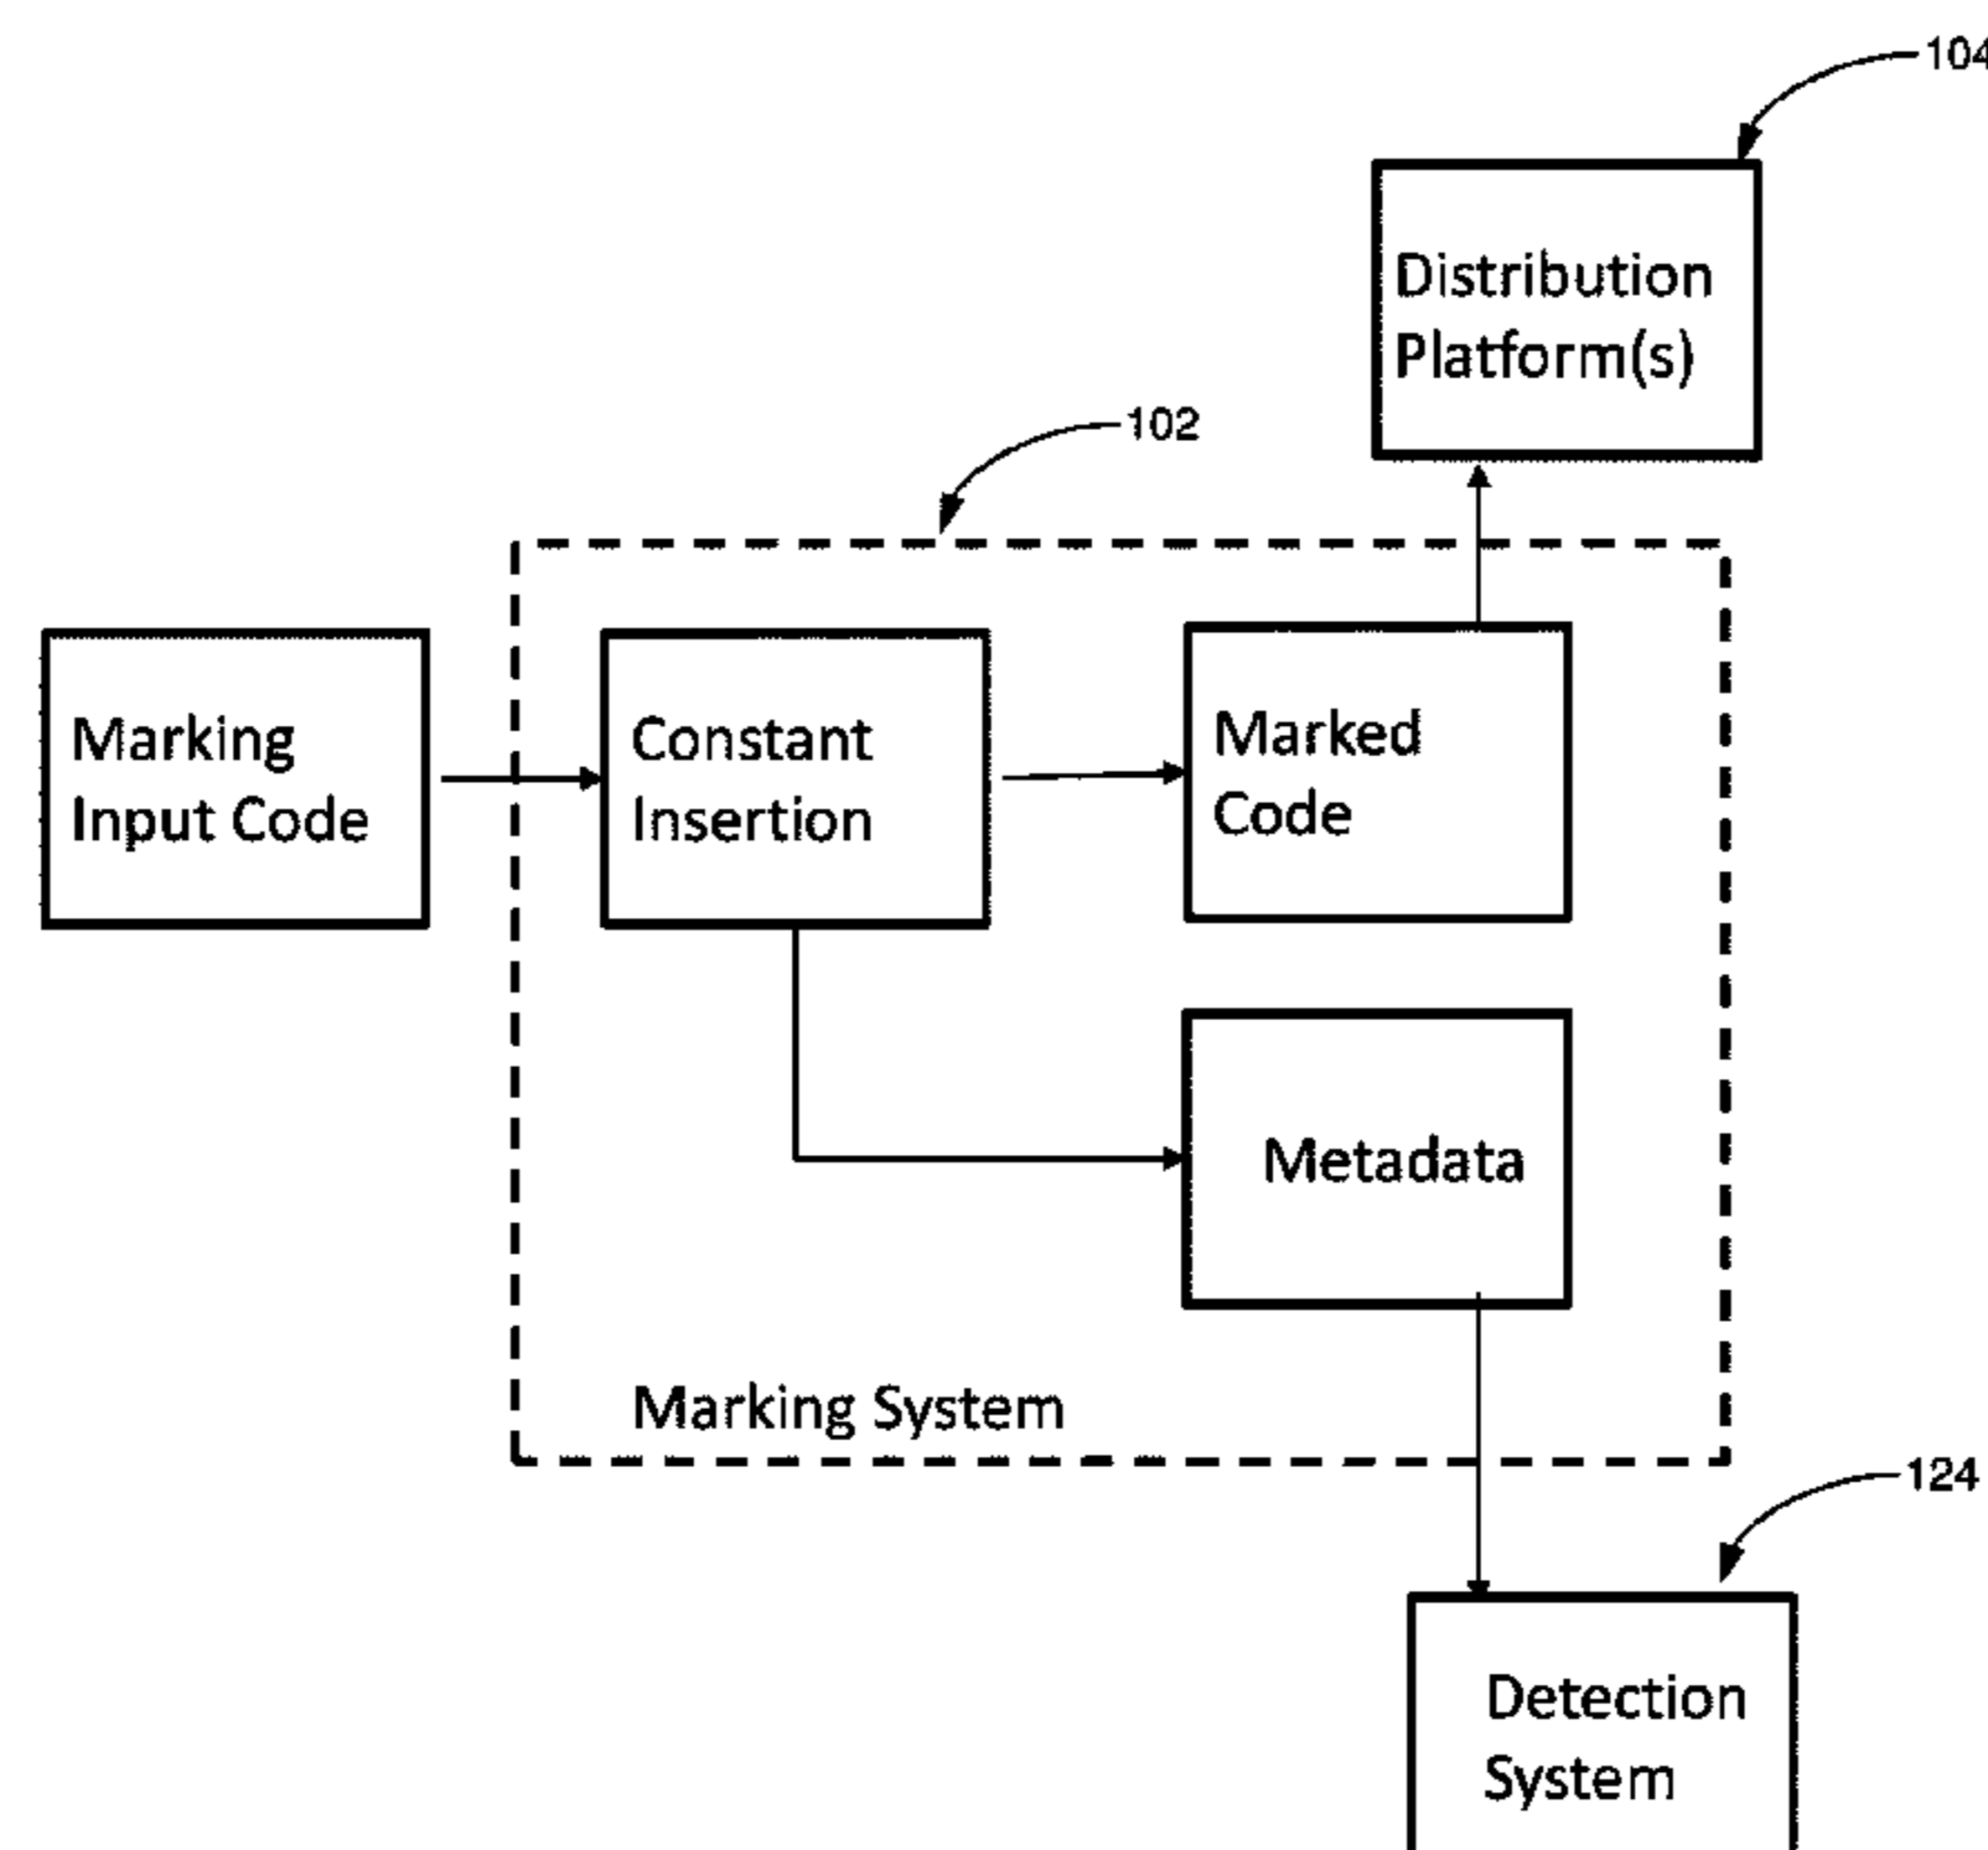 104
Distribution
Platform(s)
102
Marking
Input Code
Constant
Insertion
Marked
Code
Metadata
Marking System
124
Detection
System